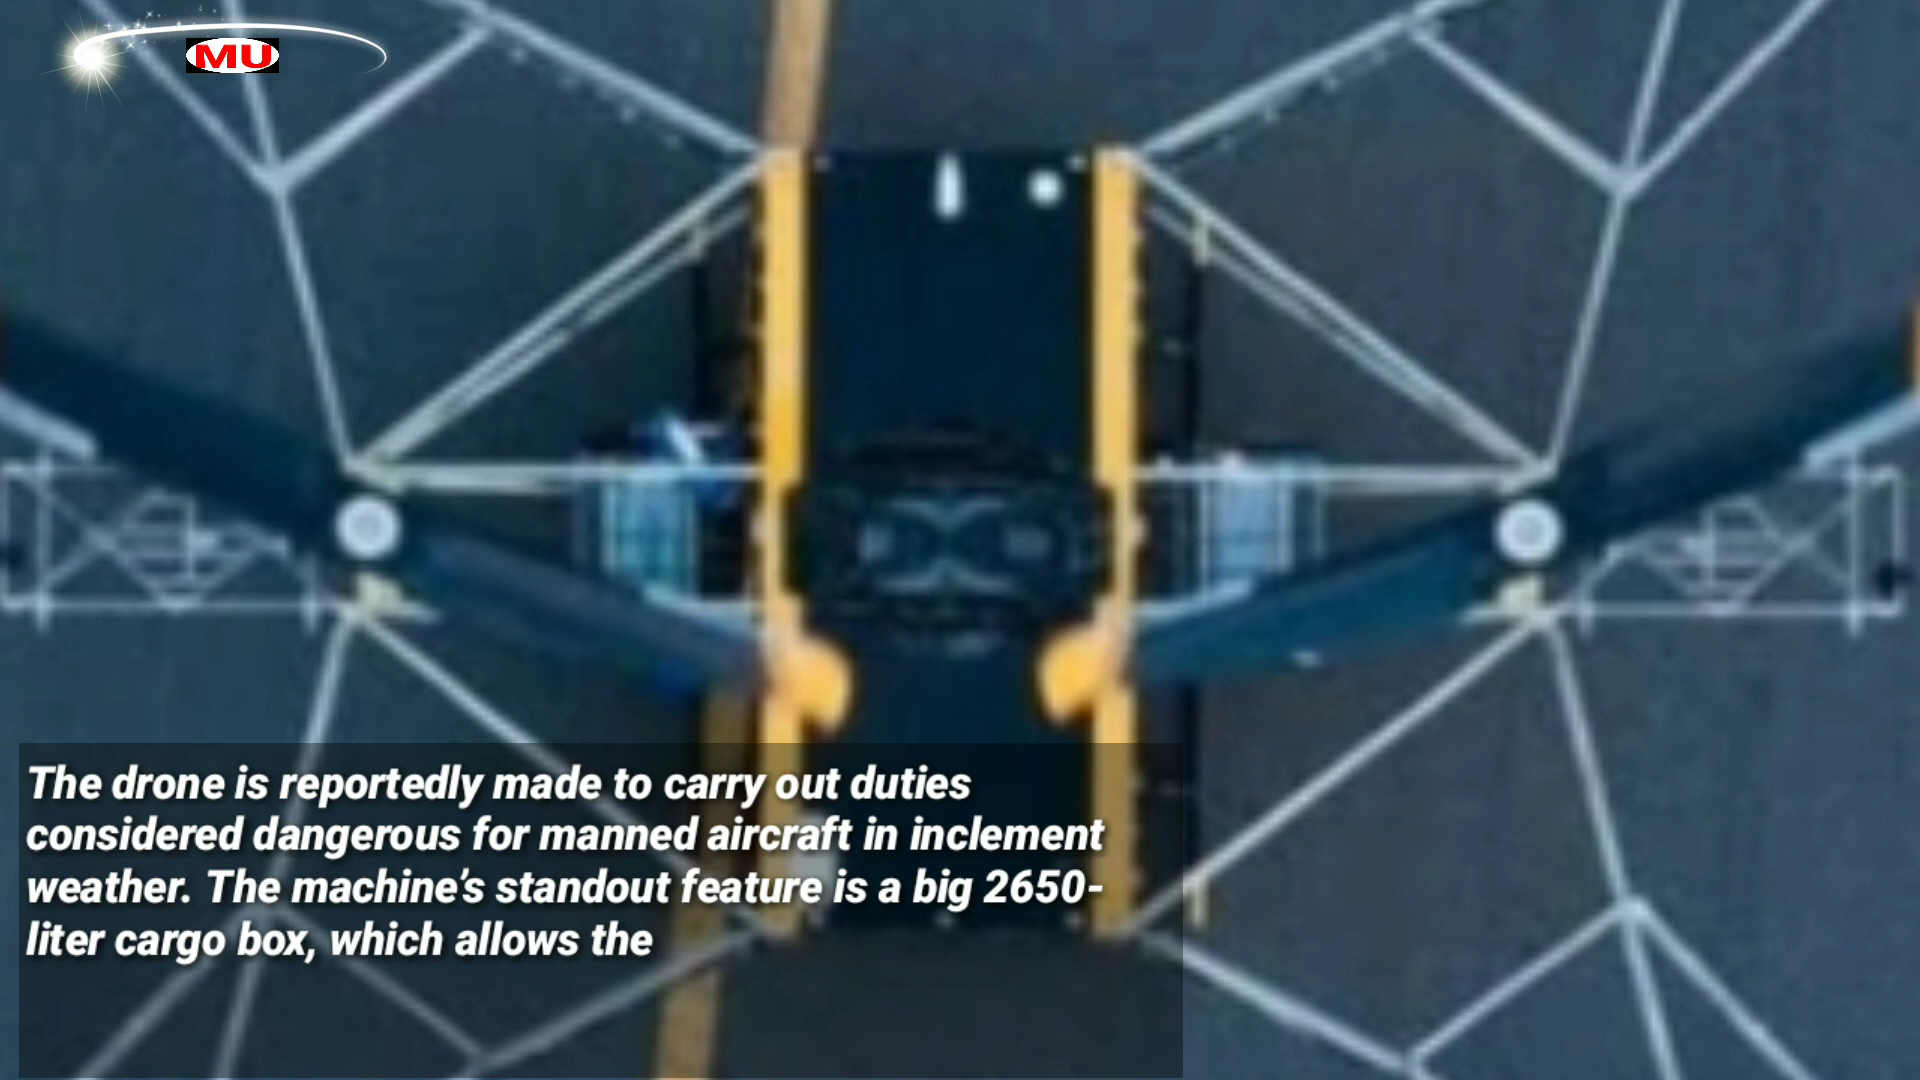 MU
The drone is reportedly made to carry out duties
considered dangerous for manned aircraft in inclement
weather. The machine’s standout feature is a big 2650-
liter cargo box, which allows the